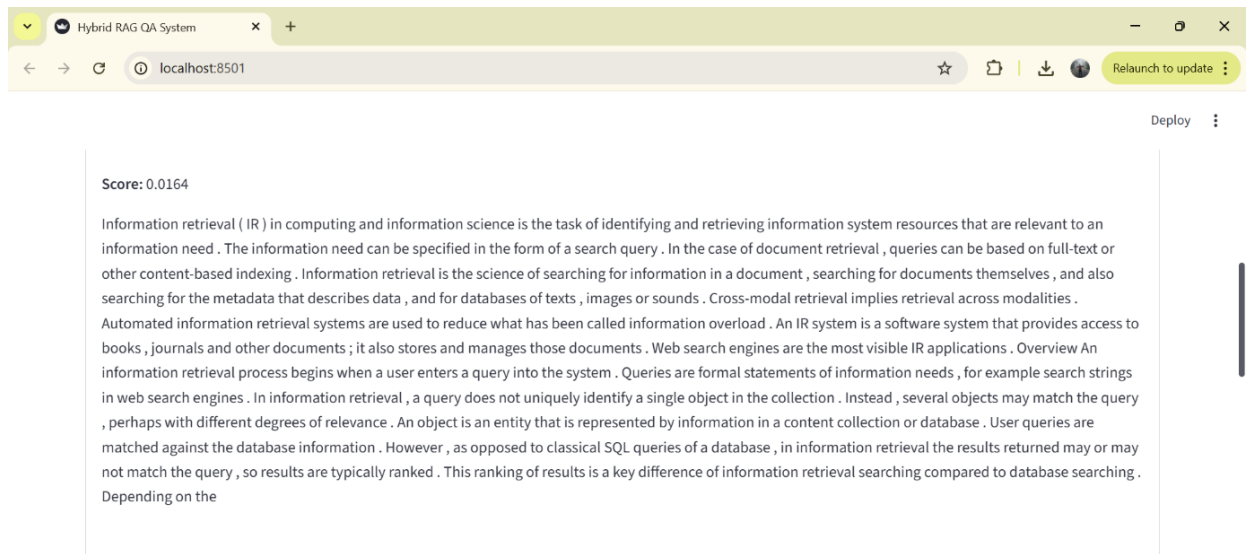 Hybrid RAG QA System
localhost:8501
Relaunch to update
Deploy
Score: 0.0164
Information retrieval ( IR ) in computing and information science is the task of identifying and retrieving information system resources that are relevant to an
information need . The information need can be specified in the form of a search query . In the case of document retrieval , queries can be based on full-text or
other content-based indexing . Information retrieval is the science of searching for information in a document , searching for documents themselves , and also
searching for the metadata that describes data , and for databases of texts , images or sounds . Cross-modal retrieval implies retrieval across modalities .
Automated information retrieval systems are used to reduce what has been called information overload . An IR system is a software system that provides access to
books , journals and other documents ; it also stores and manages those documents . Web search engines are the most visible IR applications . Overview An
information retrieval process begins when a user enters a query into the system . Queries are formal statements of information needs , for example search strings
in web search engines . In information retrieval , a query does not uniquely identify a single object in the collection . Instead , several objects may match the query
, perhaps with different degrees of relevance . An object is an entity that is represented by information in a content collection or database . User queries are
matched against the database information . However , as opposed to classical SQL queries of a database , in information retrieval the results returned may or may
not match the query , so results are typically ranked . This ranking of results is a key difference of information retrieval searching compared to database searching .
Depending on the